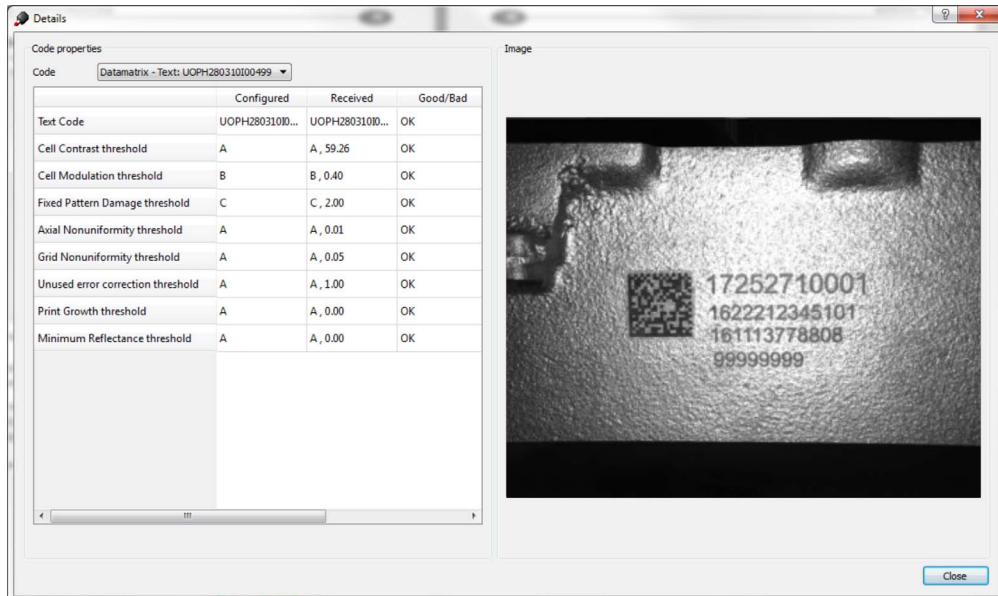 Details
Code properties
Code Datamatrix - Text: UOPH280310I00499
Configured Received Good/Bad
Text Code UOPH280310I0... UOPH280310I0... OK
Cell Contrast threshold A A , 59.26 OK
Cell Modulation threshold B B , 0.40 OK
Fixed Pattern Damage threshold C C , 2.00 OK
Axial Nonuniformity threshold A A , 0.01 OK
Grid Nonuniformity threshold A A , 0.05 OK
Unused error correction threshold A A , 1.00 OK
Print Growth threshold A A , 0.00 OK
Minimum Reflectance threshold A A , 0.00 OK
Image
17252710001
1622212345101
161113778808
99999999
Close